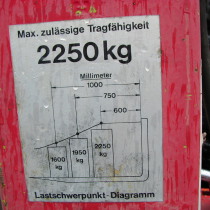 Max. zulässige Tragfähigkeit
2250 kg
Millimeter
1000
750
600
1600 kg
1950 kg
2250 kg
Lastschwerpunkt-Diagramm